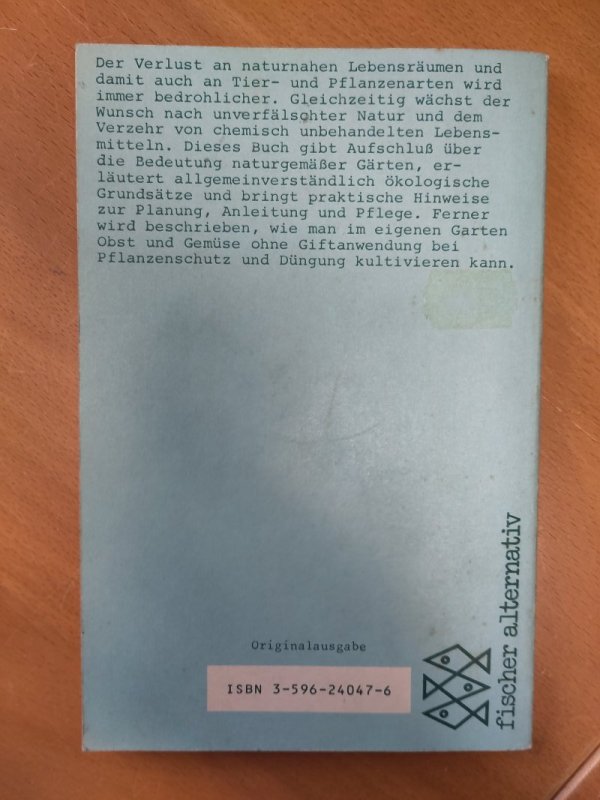 Der Verlust an naturnahen Lebensräumen und
damit auch an Tier- und Pflanzenarten wird
immer bedrohlicher. Gleichzeitig wächst der
Wunsch nach unverfälschter Natur und dem
Verzehr von chemisch unbehandelten Lebens-
mitteln. Dieses Buch gibt Aufschluß über
die Bedeutung naturgemäßer Gärten, er-
läutert allgemeinverständlich ökologische
Grundsätze und bringt praktische Hinweise
zur Planung, Anleitung und Pflege. Ferner
wird beschrieben, wie man im eigenen Garten
Obst und Gemüse ohne Giftanwendung bei
Pflanzenschutz und Düngung kultivieren kann.
Originalausgabe
ISBN 3-596-24047-6
fischer alternativ